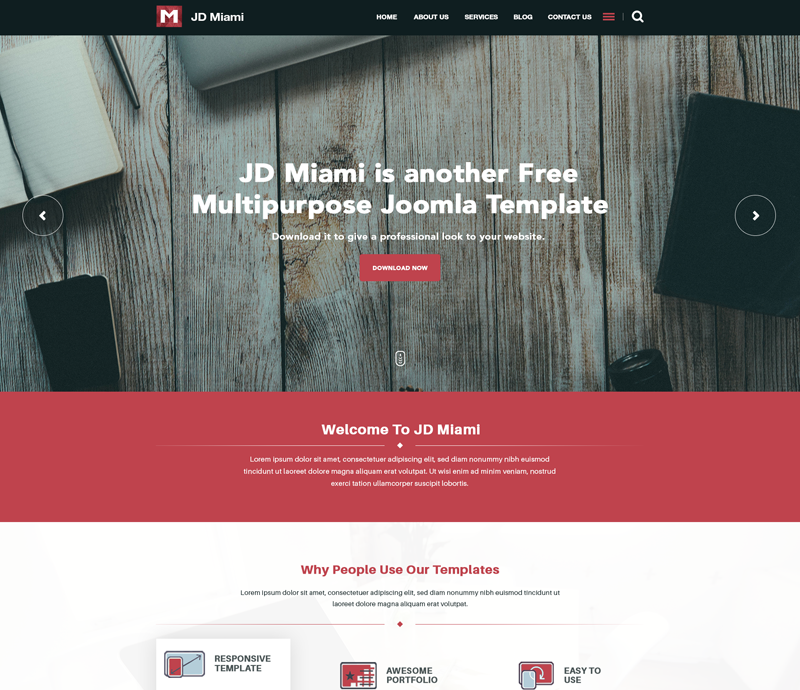 M JD Miami HOME ABOUT US SERVICES BLOG CONTACT US
JD Miami is another Free
Multipurpose Joomla Template
Download it to give a professional look to your website.
DOWNLOAD NOW
Welcome To JD Miami
Lorem ipsum dolor sit amet, consectetuer adipiscing elit, sed diam nonummy nibh euismod
tincidunt ut laoreet dolore magna aliquam erat volutpat. Ut wisi enim ad minim veniam, nostrud
exerci tation ullamcorper suscipit lobortis.
Why People Use Our Templates
Lorem ipsum dolor sit amet, consectetuer adipiscing elit, sed diam nonummy nibh euismod tincidunt ut
laoreet dolore magna aliquam erat volutpat.
RESPONSIVE
TEMPLATE
AWESOME
PORTFOLIO
EASY TO
USE